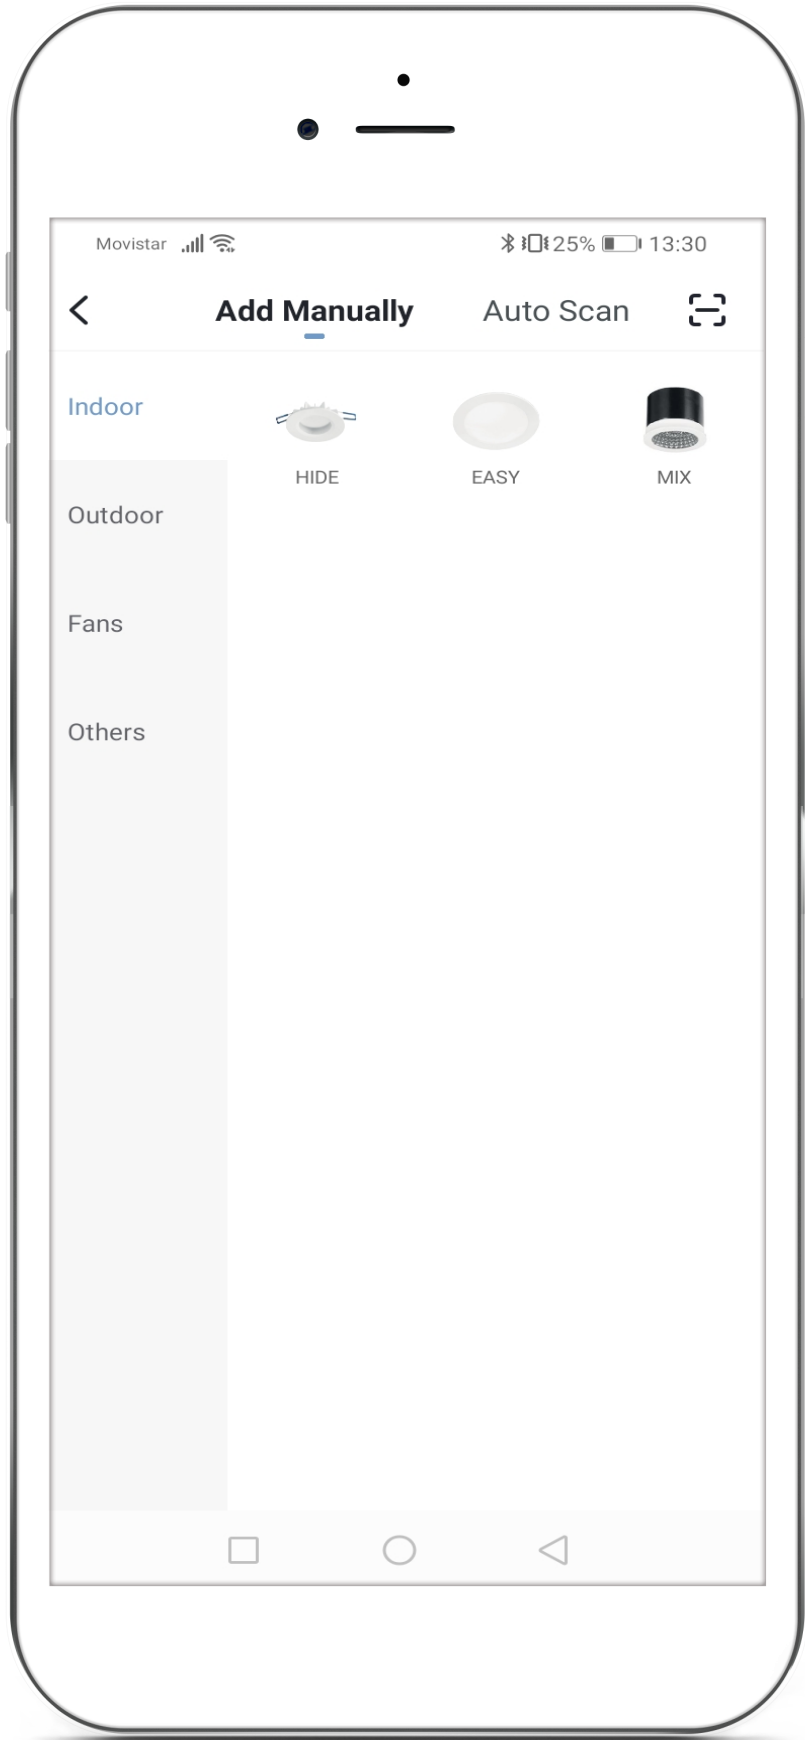 Movistar 25% 13:30
Add Manually Auto Scan
Indoor
HIDE EASY MIX
Outdoor
Fans
Others